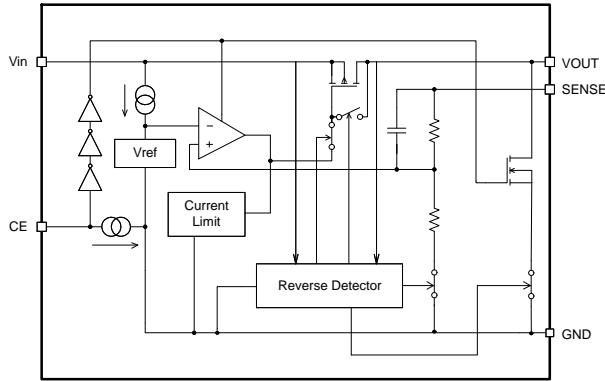 Vin
VOUT
SENSE
−
+
Vref
CE
Current
Limit
Reverse Detector
GND